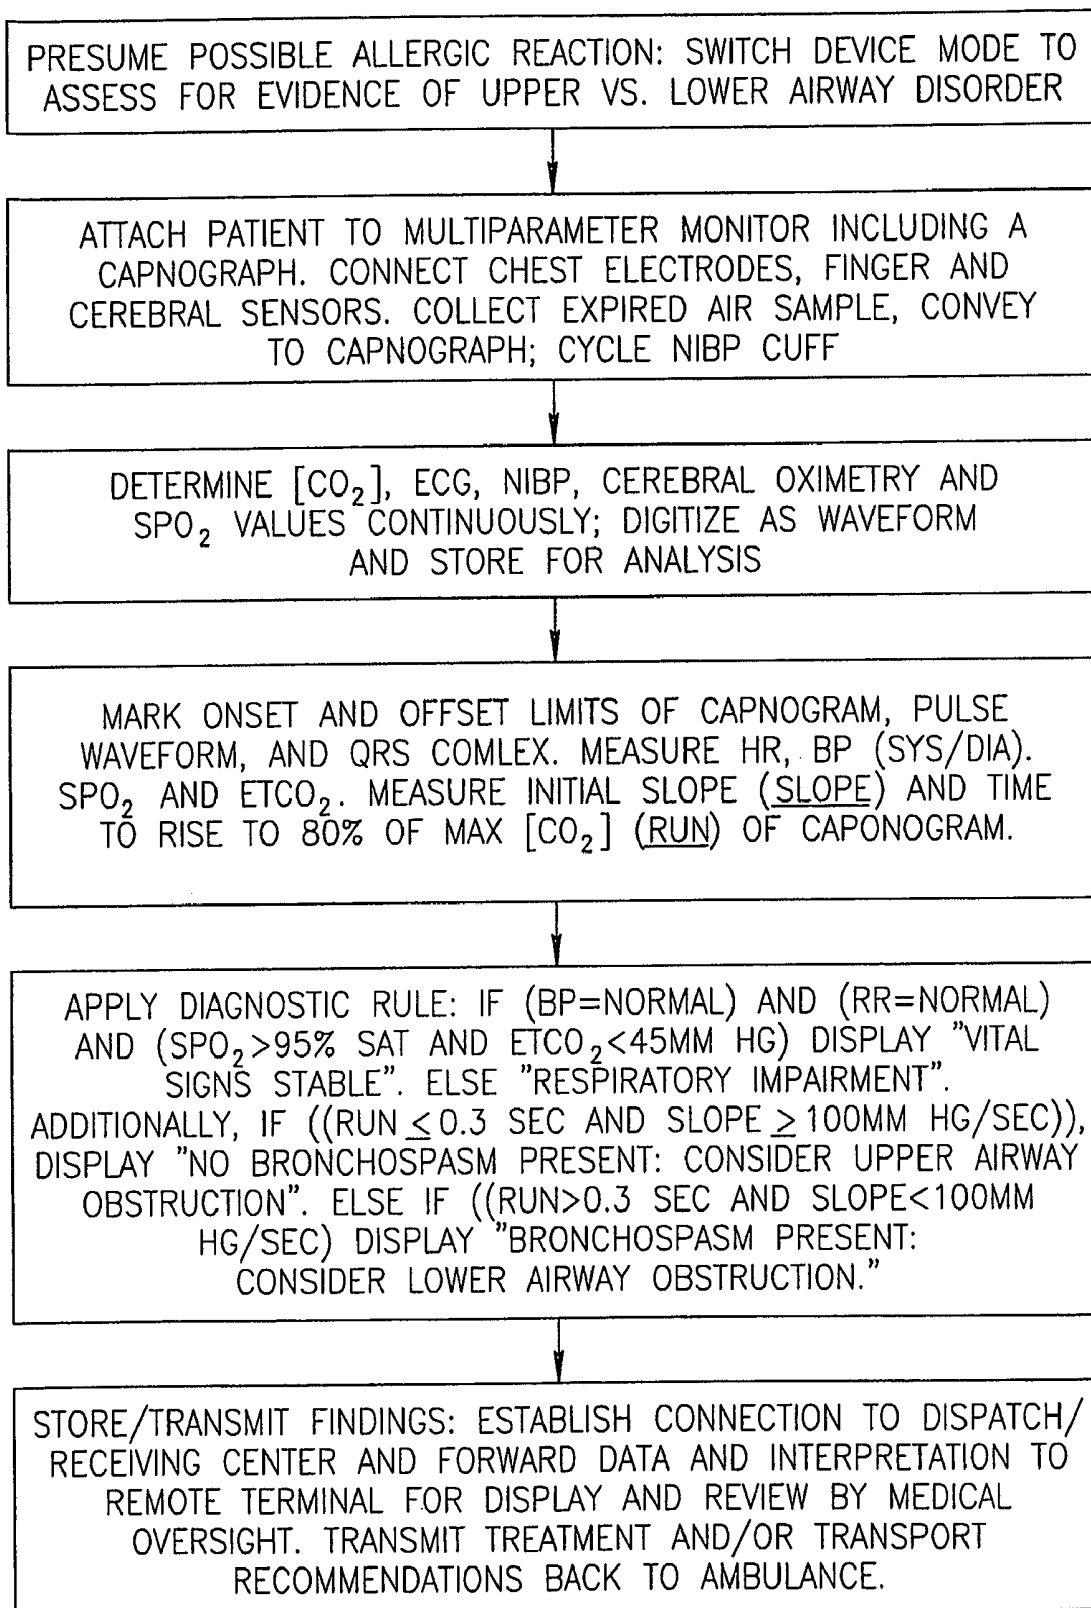 PRESUME POSSIBLE ALLERGIC REACTION: SWITCH DEVICE MODE TO
ASSESS FOR EVIDENCE OF UPPER VS. LOWER AIRWAY DISORDER
ATTACH PATIENT TO MULTIPARAMETER MONITOR INCLUDING A
CAPNOGRAPH. CONNECT CHEST ELECTRODES, FINGER AND
CEREBRAL SENSORS. COLLECT EXPIRED AIR SAMPLE, CONVEY
TO CAPNOGRAPH; CYCLE NIBP CUFF
DETERMINE [CO₂], ECG, NIBP, CEREBRAL OXIMETRY AND
SPO₂ VALUES CONTINUOUSLY; DIGITIZE AS WAVEFORM
AND STORE FOR ANALYSIS
MARK ONSET AND OFFSET LIMITS OF CAPNOGRAM, PULSE
WAVEFORM, AND QRS COMLEX. MEASURE HR, BP (SYS/DIA).
SPO₂ AND ETCO₂. MEASURE INITIAL SLOPE (SLOPE) AND TIME
TO RISE TO 80% OF MAX [CO₂] (RUN) OF CAPONOGRAM.
APPLY DIAGNOSTIC RULE: IF (BP=NORMAL) AND (RR=NORMAL)
AND (SPO₂>95% SAT AND ETCO₂<45MM HG) DISPLAY "VITAL
SIGNS STABLE". ELSE "RESPIRATORY IMPAIRMENT".
ADDITIONALLY, IF ((RUN ≤ 0.3 SEC AND SLOPE ≥ 100MM HG/SEC)),
DISPLAY "NO BRONCHOSPASM PRESENT: CONSIDER UPPER AIRWAY
OBSTRUCTION". ELSE IF ((RUN>0.3 SEC AND SLOPE<100MM
HG/SEC) DISPLAY "BRONCHOSPASM PRESENT:
CONSIDER LOWER AIRWAY OBSTRUCTION."
STORE/TRANSMIT FINDINGS: ESTABLISH CONNECTION TO DISPATCH/
RECEIVING CENTER AND FORWARD DATA AND INTERPRETATION TO
REMOTE TERMINAL FOR DISPLAY AND REVIEW BY MEDICAL
OVERSIGHT. TRANSMIT TREATMENT AND/OR TRANSPORT
RECOMMENDATIONS BACK TO AMBULANCE.